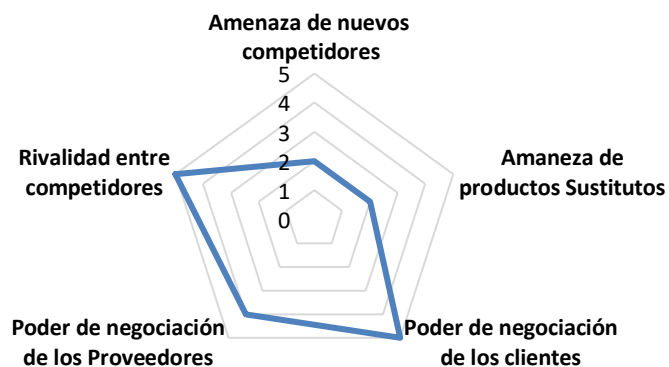 Amenaza de nuevos
competidores
5
4
3
2
1
0
Rivalidad entre
competidores
Amaneza de
productos Sustitutos
Poder de negociación
de los Proveedores
Poder de negociación
de los clientes